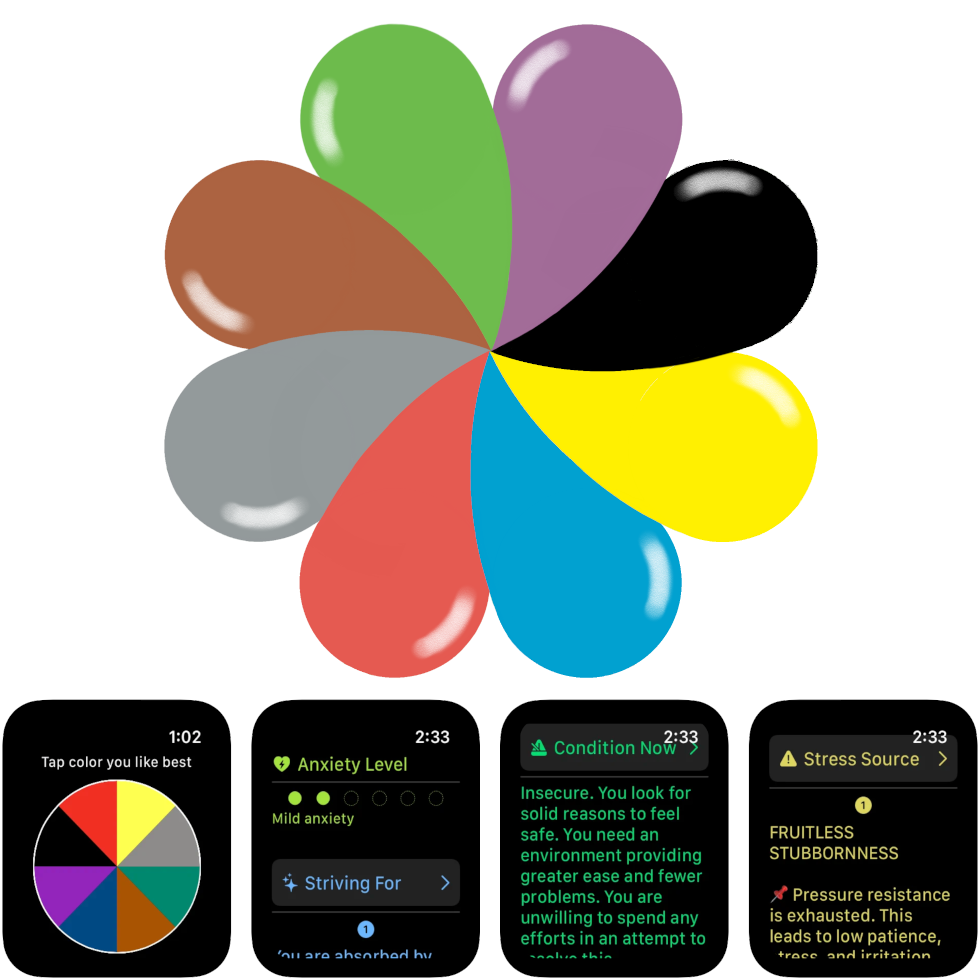 1:02
Tap color you like best
2:33
Anxiety Level
Mild anxiety
Striving For
1
You are absorbed by
2:33
Condition Now
Insecure. You look for
solid reasons to feel
safe. You need an
environment providing
greater ease and fewer
problems. You are
unwilling to spend any
efforts in an attempt to
2:33
Stress Source
1
FRUITLESS
STUBBORNNESS
Pressure resistance
is exhausted. This
leads to low patience,
stress, and irritation